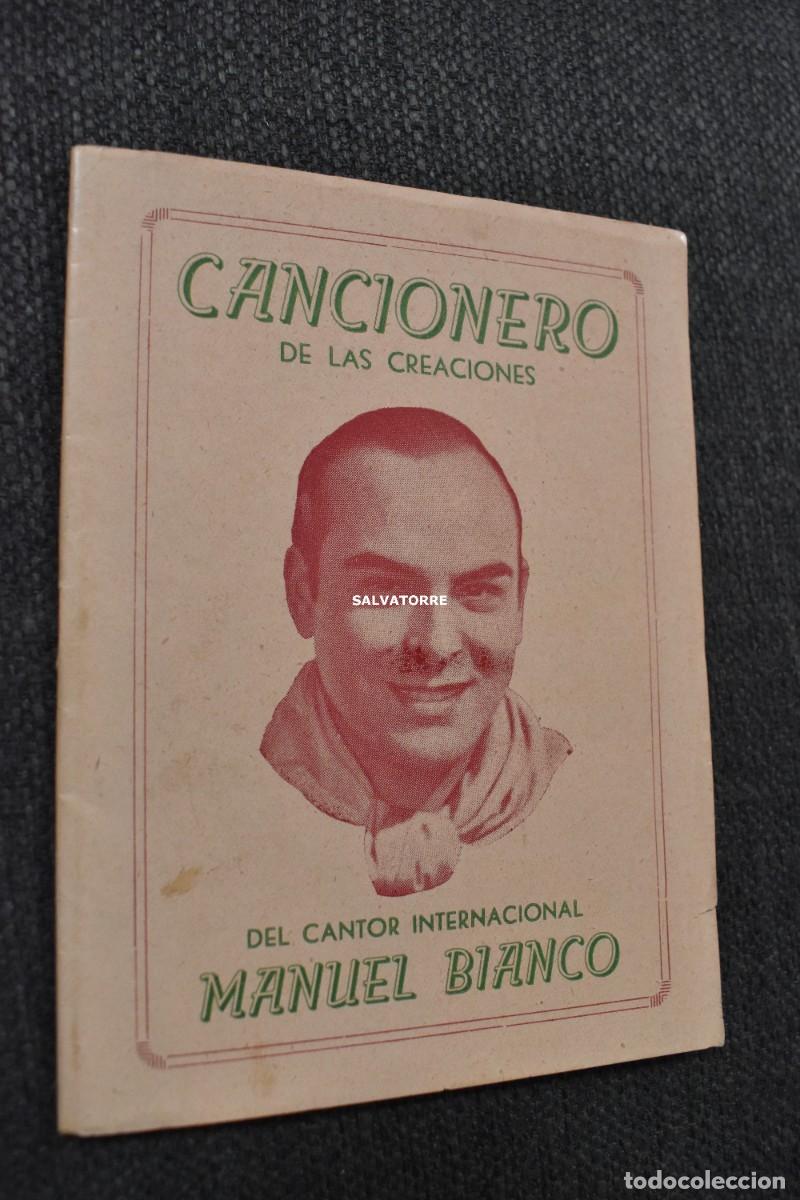 CANCIONERO
DE LAS CREACIONES
SALVATORRE
DEL CANTOR INTERNACIONAL
MANUEL BIANCO
todocoleccion